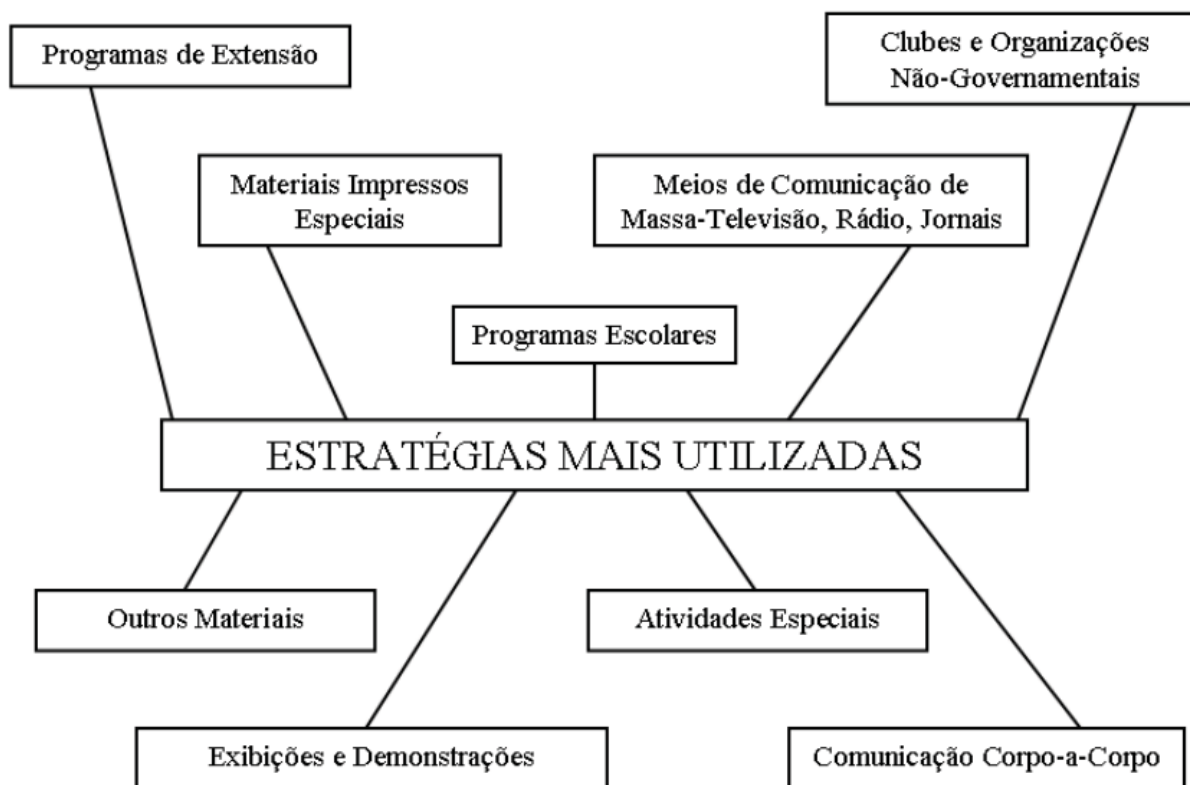 Programas de Extensão
Clubes e Organizações
Não-Governamentais
Materiais Impressos
Especiais
Meios de Comunicação de
Massa-Televisão, Rádio, Jornais
Programas Escolares
ESTRATÉGIAS MAIS UTILIZADAS
Outros Materiais
Atividades Especiais
Exibições e Demonstrações
Comunicação Corpo-a-Corpo